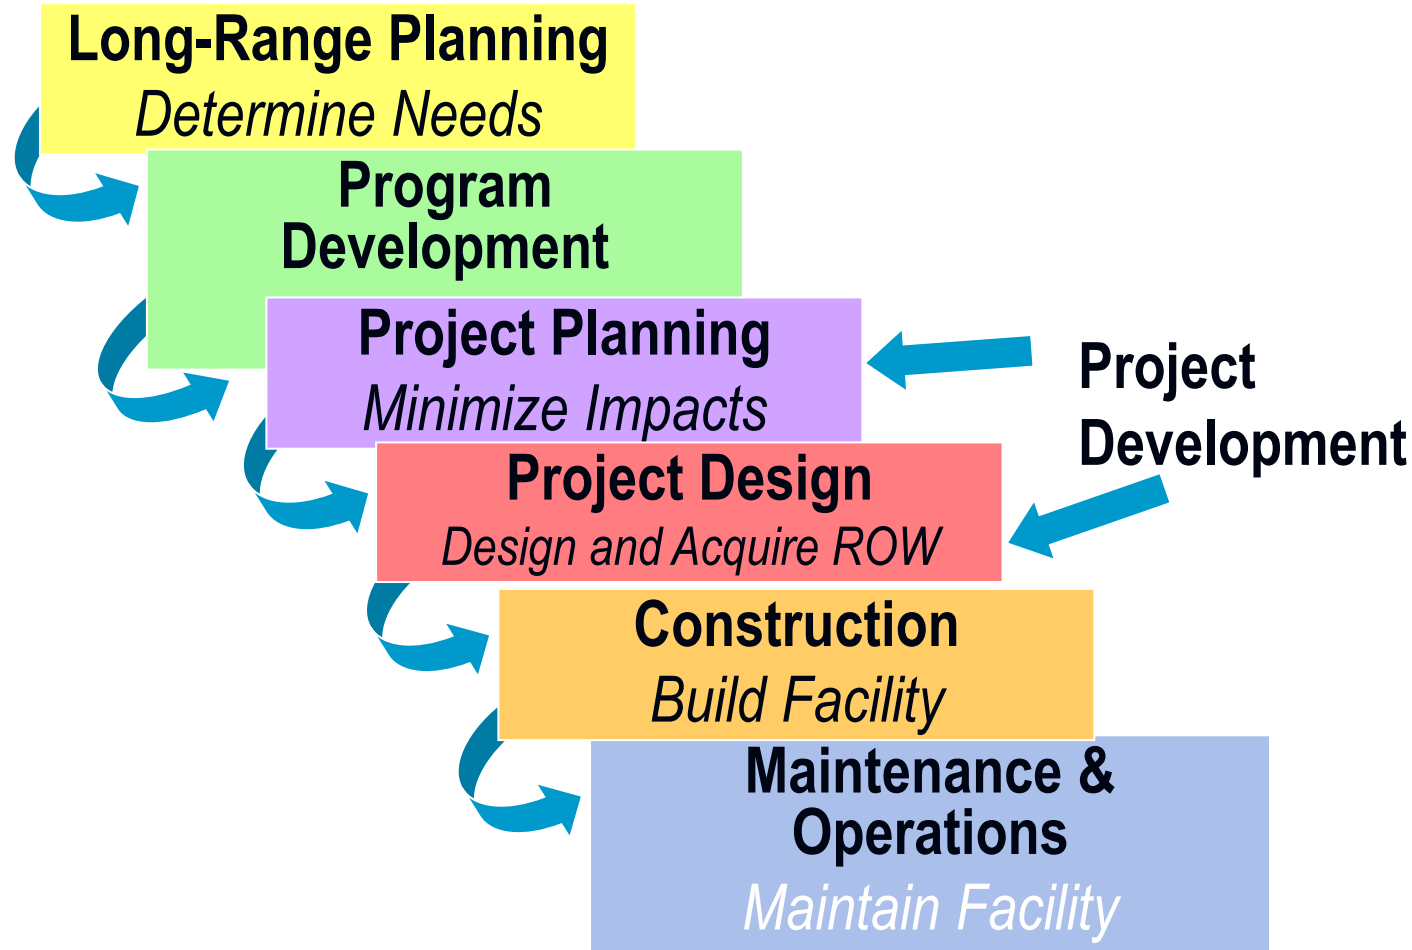 Long-Range Planning
Determine Needs
Program
Development
Project Planning
Minimize Impacts
Project
Development
Project Design
Design and Acquire ROW
Construction
Build Facility
Maintenance &
Operations
Maintain Facility